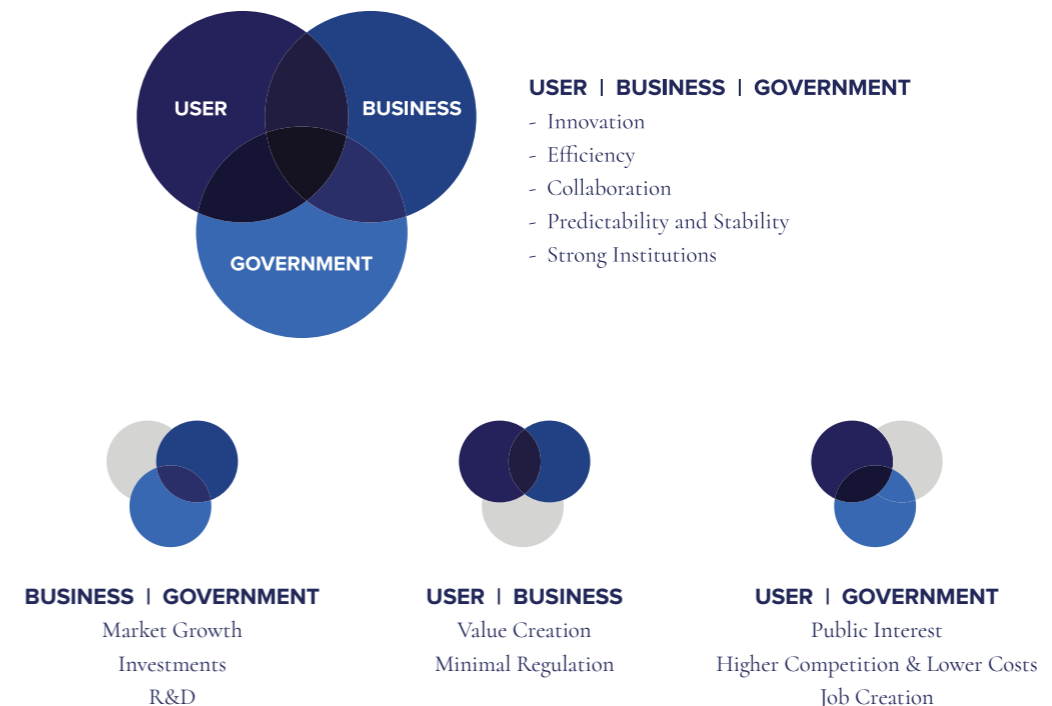 USER
BUSINESS
GOVERNMENT
USER | BUSINESS | GOVERNMENT
- Innovation
- Efficiency
- Collaboration
- Predictability and Stability
- Strong Institutions
BUSINESS | GOVERNMENT
Market Growth
Investments
R&D
USER | BUSINESS
Value Creation
Minimal Regulation
USER | GOVERNMENT
Public Interest
Higher Competition & Lower Costs
Job Creation